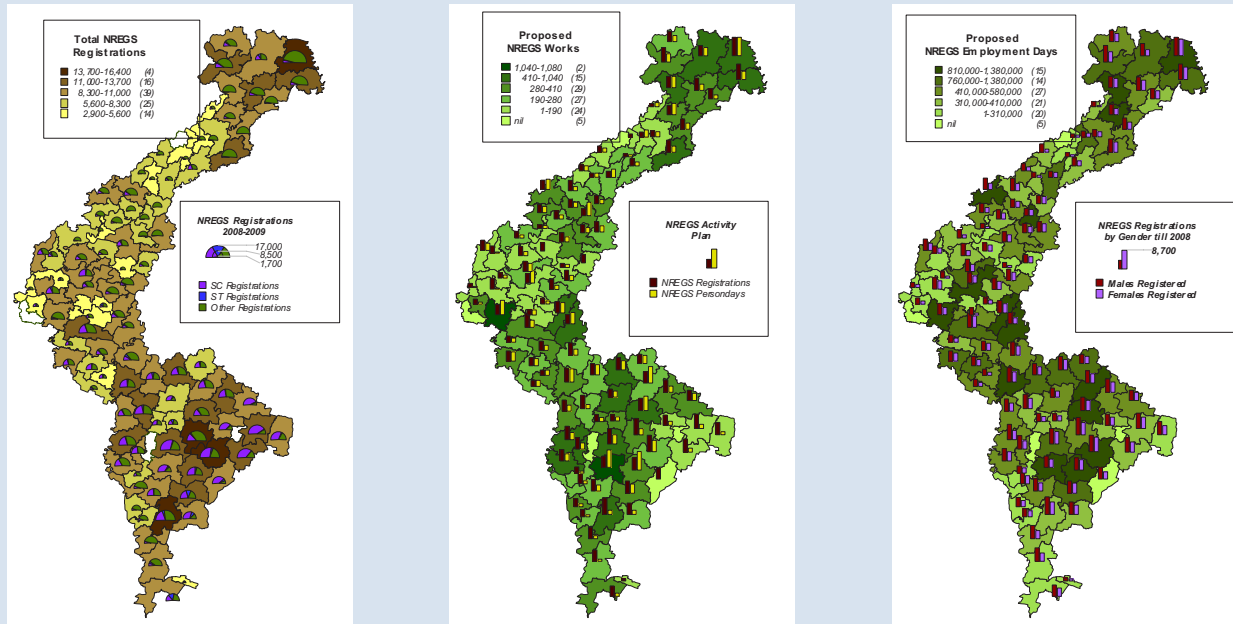 Total NREGS
Registrations
13,700-16,400 (4)
11,000-13,700 (16)
8,300-11,000 (39)
5,600-8,300 (25)
2,900-5,600 (14)
NREGS Registrations
2008-2009
17,000
8,500
1,700
SC Registrations
ST Registrations
Other Registrations
Proposed
NREGS Works
1,040-1,080 (2)
410-1,040 (15)
280-410 (29)
190-280 (27)
1-190 (24)
nil (5)
NREGS Activity
Plan
NREGS Registrations
NREGS Persondays
Proposed
NREGS Employment Days
810,000-1,380,000 (15)
760,000-1,380,000 (14)
410,000-580,000 (27)
310,000-410,000 (21)
1-310,000 (20)
nil (5)
NREGS Registrations
by Gender till 2008
8,700
Males Registered
Females Registered